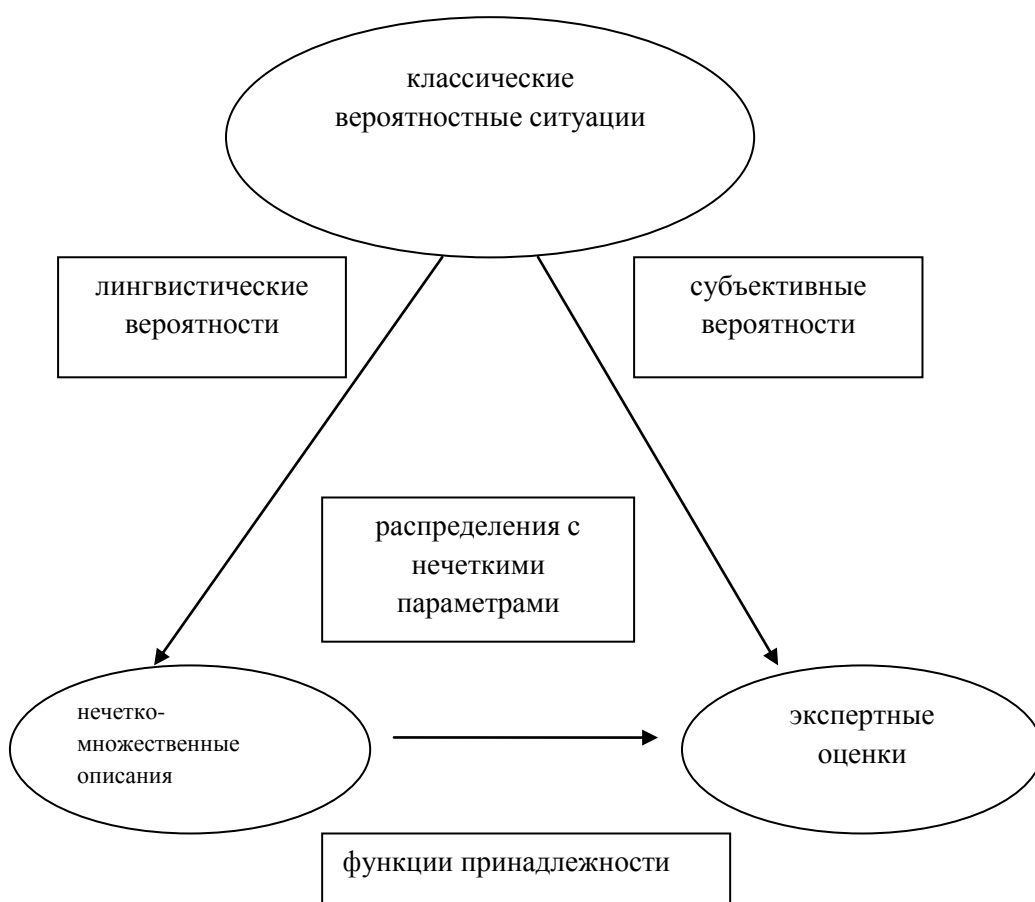 классические
вероятностные ситуации
лингвистические
вероятности
субъективные
вероятности
распределения с
нечеткими
параметрами
нечетко-
множественные
описания
экспертные
оценки
функции принадлежности